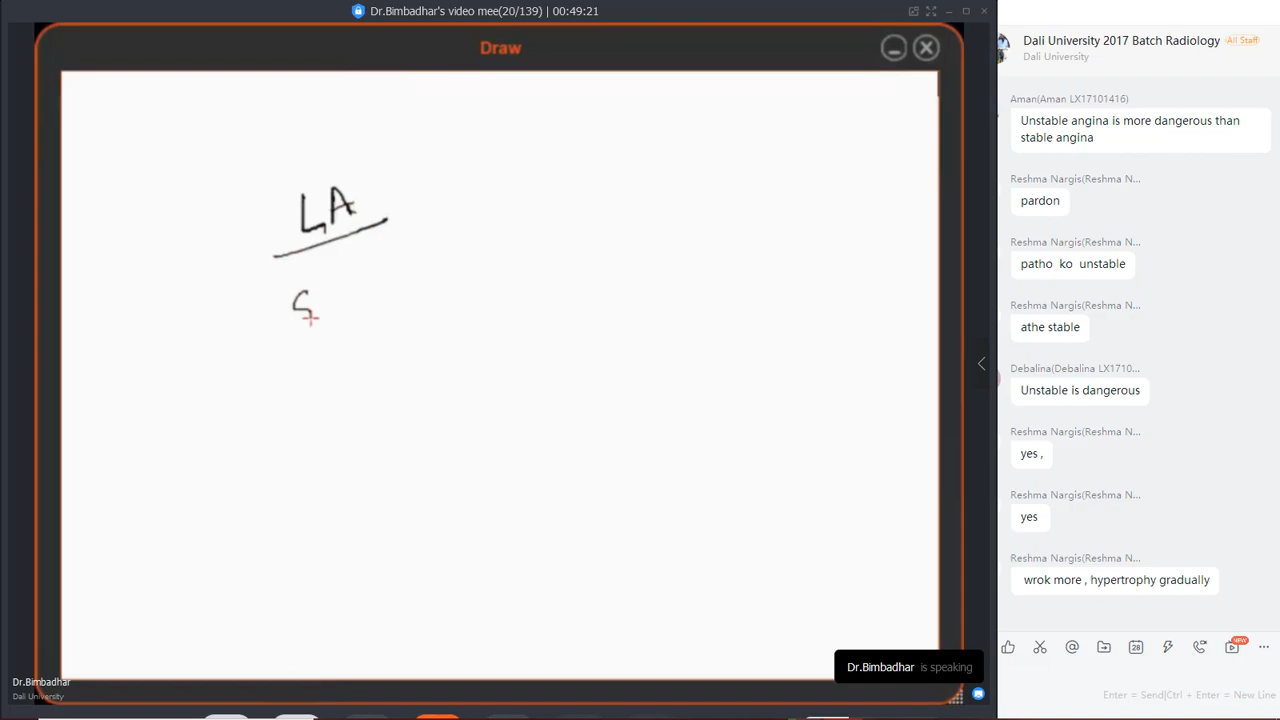 Dr.Bimbadhar's video mee(20/139) | 00:49:21
Draw
LA
Dr.Bimbadhar is speaking
Dr.Bimbadhar
Dali University
Dali University 2017 Batch Radiology All Staff
Dali University
Aman(Aman LX17101416)
Unstable angina is more dangerous than
stable angina
Reshma Nargis(Reshma N...
pardon
Reshma Nargis(Reshma N...
patho ko unstable
Reshma Nargis(Reshma N...
athe stable
Debalina(Debalina LX1710...
Unstable is dangerous
Reshma Nargis(Reshma N...
yes ,
Reshma Nargis(Reshma N...
yes
Reshma Nargis(Reshma N...
wrok more , hypertrophy gradually
28
NEW
Enter = Send|Ctrl + Enter = New Line